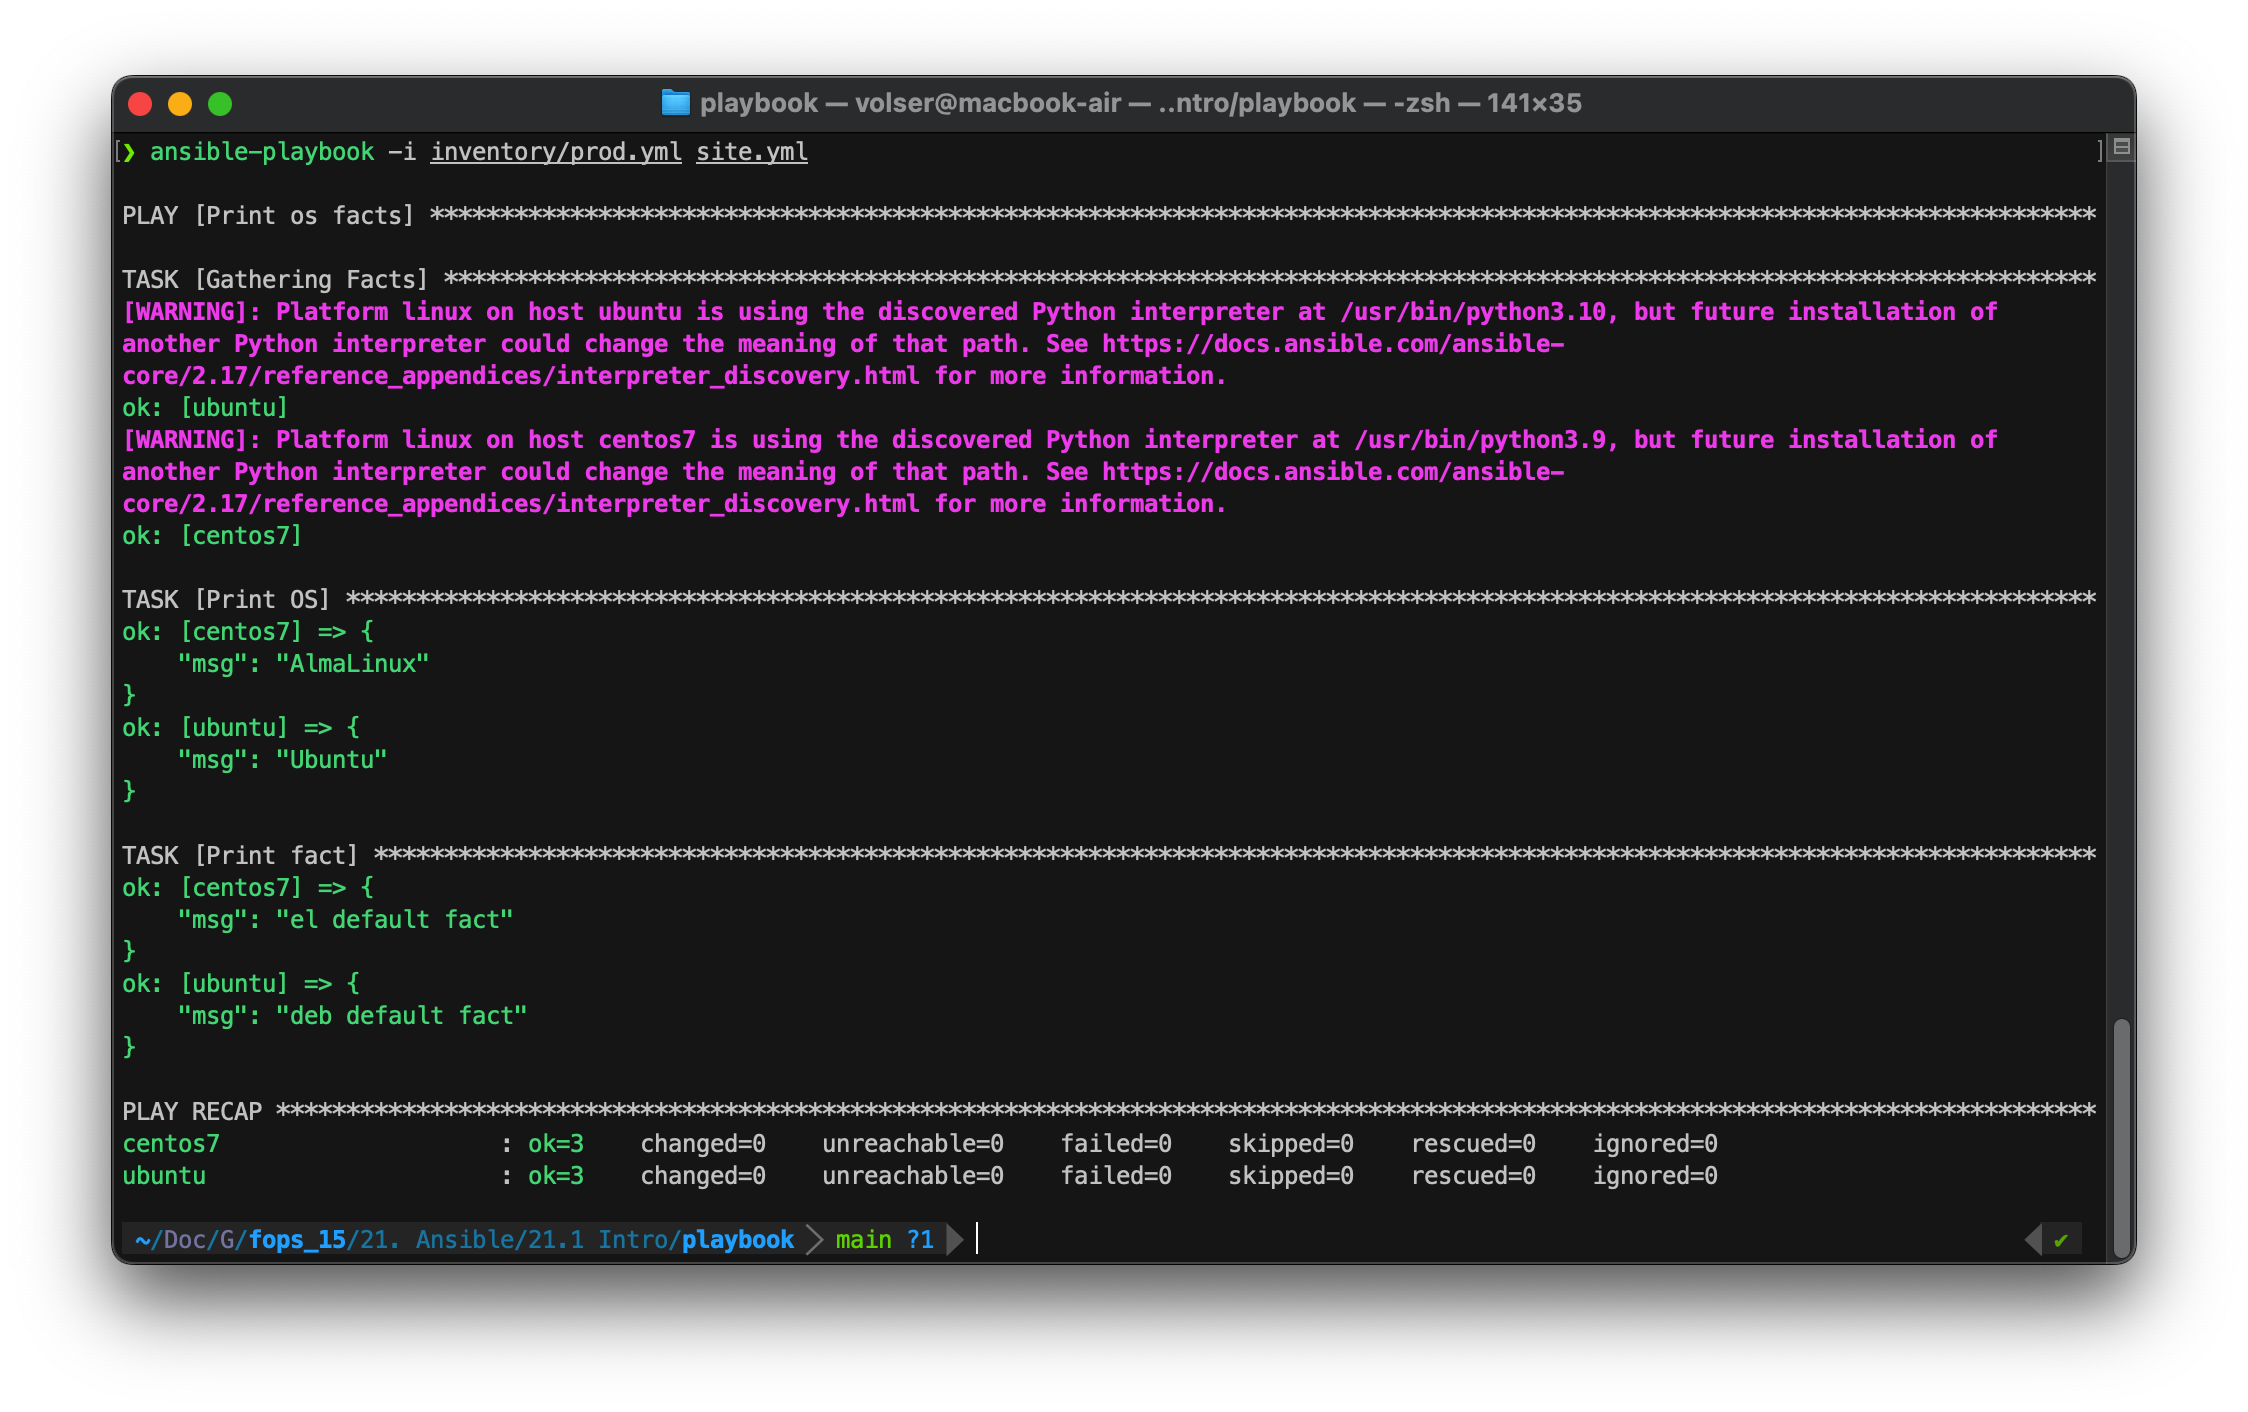 playbook — volser@macbook-air — ..ntro/playbook — -zsh — 141×35
[❯ ansible-playbook -i inventory/prod.yml site.yml ]
PLAY [Print os facts] ***********************************************************************************************************************
TASK [Gathering Facts] **********************************************************************************************************************
[WARNING]: Platform linux on host ubuntu is using the discovered Python interpreter at /usr/bin/python3.10, but future installation of
another Python interpreter could change the meaning of that path. See https://docs.ansible.com/ansible-
core/2.17/reference_appendices/interpreter_discovery.html for more information.
ok: [ubuntu]
[WARNING]: Platform linux on host centos7 is using the discovered Python interpreter at /usr/bin/python3.9, but future installation of
another Python interpreter could change the meaning of that path. See https://docs.ansible.com/ansible-
core/2.17/reference_appendices/interpreter_discovery.html for more information.
ok: [centos7]
TASK [Print OS] *****************************************************************************************************************************
ok: [centos7] => {
    "msg": "AlmaLinux"
}
ok: [ubuntu] => {
    "msg": "Ubuntu"
}
TASK [Print fact] ***************************************************************************************************************************
ok: [centos7] => {
    "msg": "el default fact"
}
ok: [ubuntu] => {
    "msg": "deb default fact"
}
PLAY RECAP **********************************************************************************************************************************
centos7                    : ok=3    changed=0    unreachable=0    failed=0    skipped=0    rescued=0    ignored=0
ubuntu                     : ok=3    changed=0    unreachable=0    failed=0    skipped=0    rescued=0    ignored=0
~/Doc/G/fops_15/21. Ansible/21.1 Intro/playbook main ?1 ✔